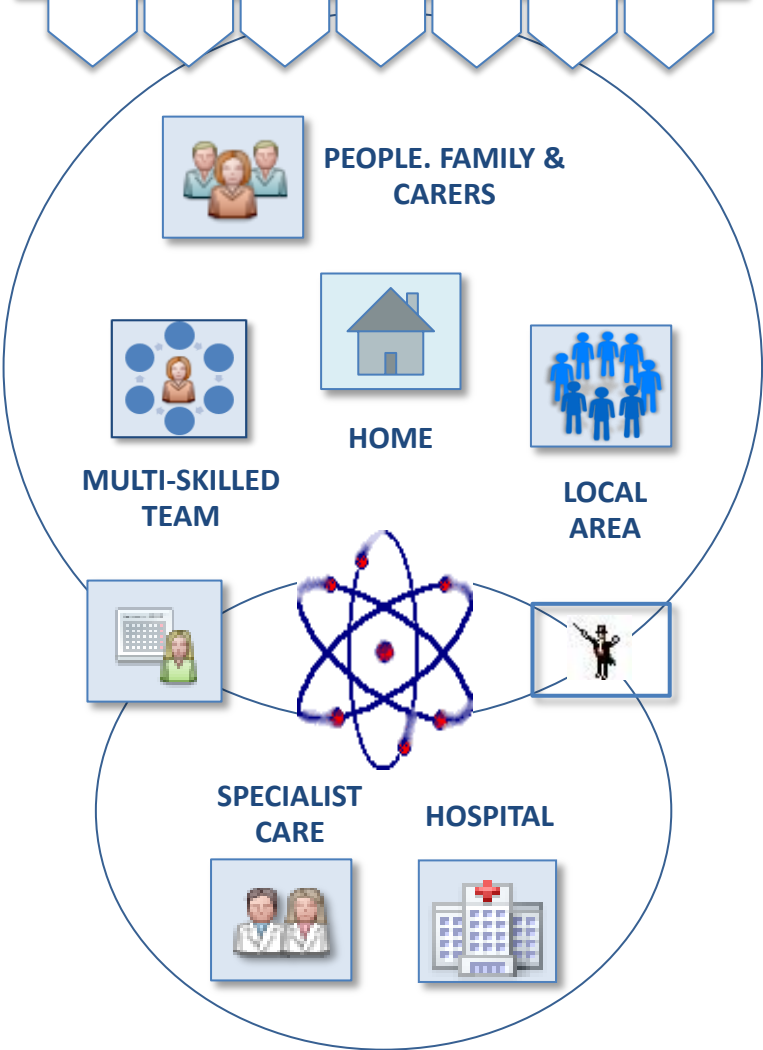 PEOPLE. FAMILY &
CARERS
HOME
MULTI-SKILLED
TEAM
LOCAL
AREA
SPECIALIST
CARE
HOSPITAL